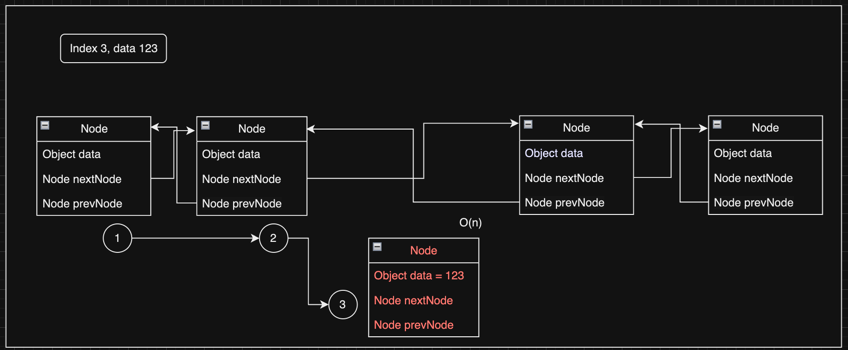 Index 3, data 123
Node
Object data
Node nextNode
Node prevNode
Node
Object data
Node nextNode
Node prevNode
Node
Object data
Node nextNode
Node prevNode
Node
Object data
Node nextNode
Node prevNode
1
2
O(n)
Node
Object data = 123
Node nextNode
Node prevNode
3